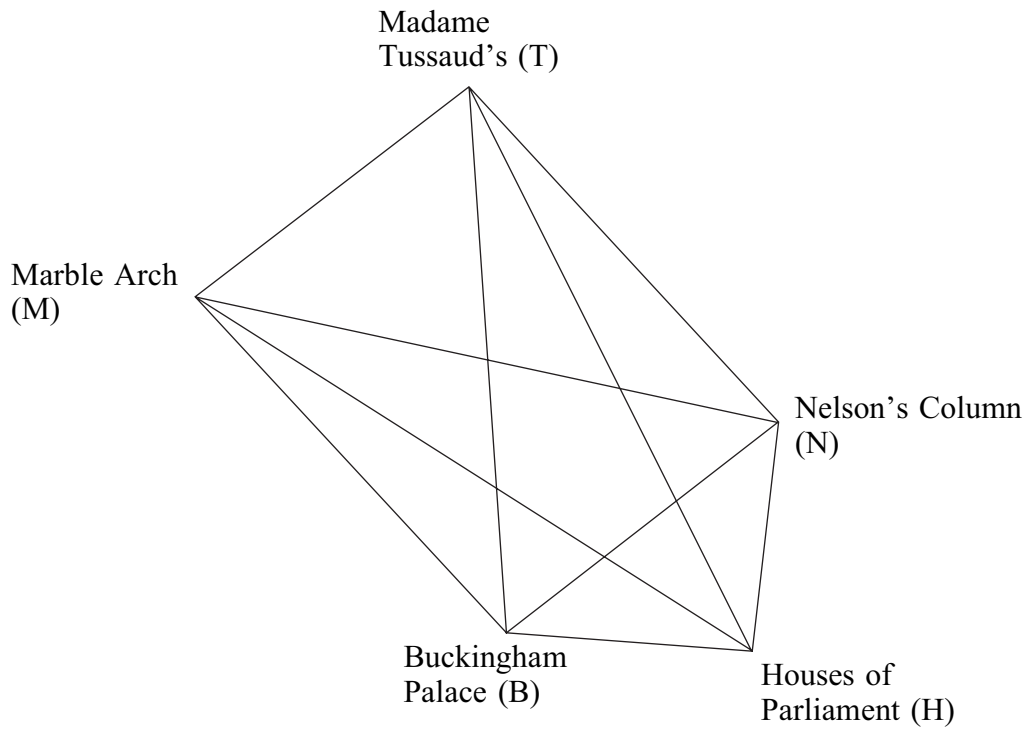 Madame
Tussaud’s (T)
Marble Arch
(M)
Nelson’s Column
(N)
Buckingham
Palace (B)
Houses of
Parliament (H)